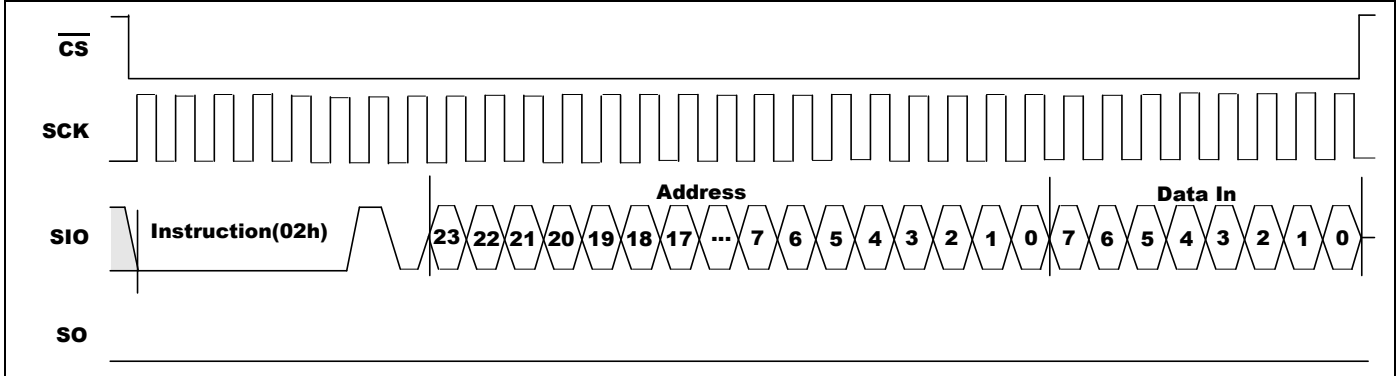 CS
SCK
Address
Data In
SIO
Instruction(02h)
23 22 21 20 19 18 17 ... 7 6 5 4 3 2 1 0 7 6 5 4 3 2 1 0
SO